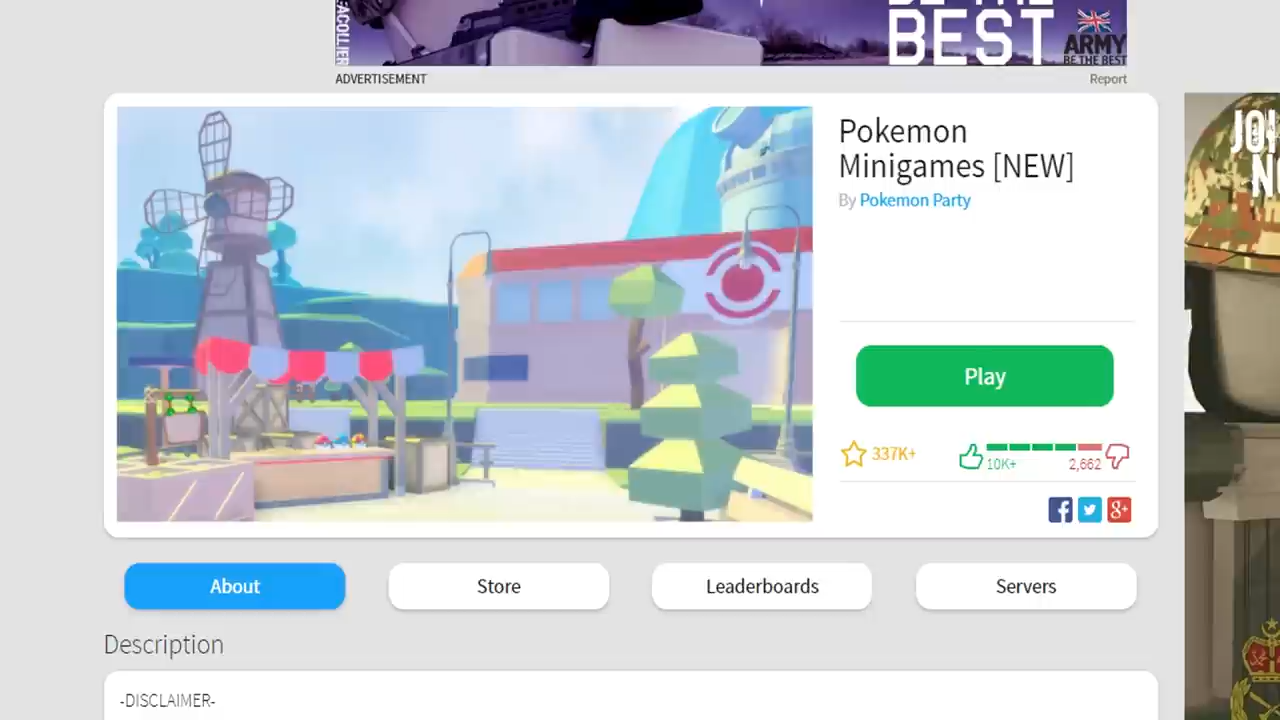 BEST
ARMY
BE THE BEST
ADVERTISEMENT
Report
Pokemon
Minigames [NEW]
By Pokemon Party
Play
337K+
10K+
2,662
About
Store
Leaderboards
Servers
Description
-DISCLAIMER-